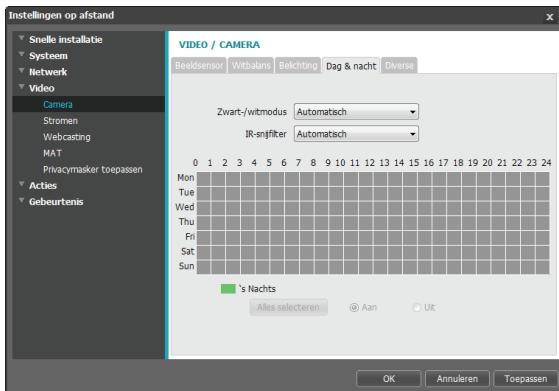 Instellingen op afstand x
Snelle installatie
Systeem
Netwerk
Video
Camera
Stromen
Webcasting
MAT
Privacymasker toepassen
Acties
Gebeurtenis
VIDEO / CAMERA
Beeldsensor Witbalans Belichting Dag & nacht Diverse
Zwart-/witmodus Automatisch
IR-snijfilter Automatisch
0 1 2 3 4 5 6 7 8 9 10 11 12 13 14 15 16 17 18 19 20 21 22 23 24
Mon
Tue
Wed
Thu
Fri
Sat
Sun
's Nachts
Alles selecteren Aan Uit
OK Annuleren Toepassen